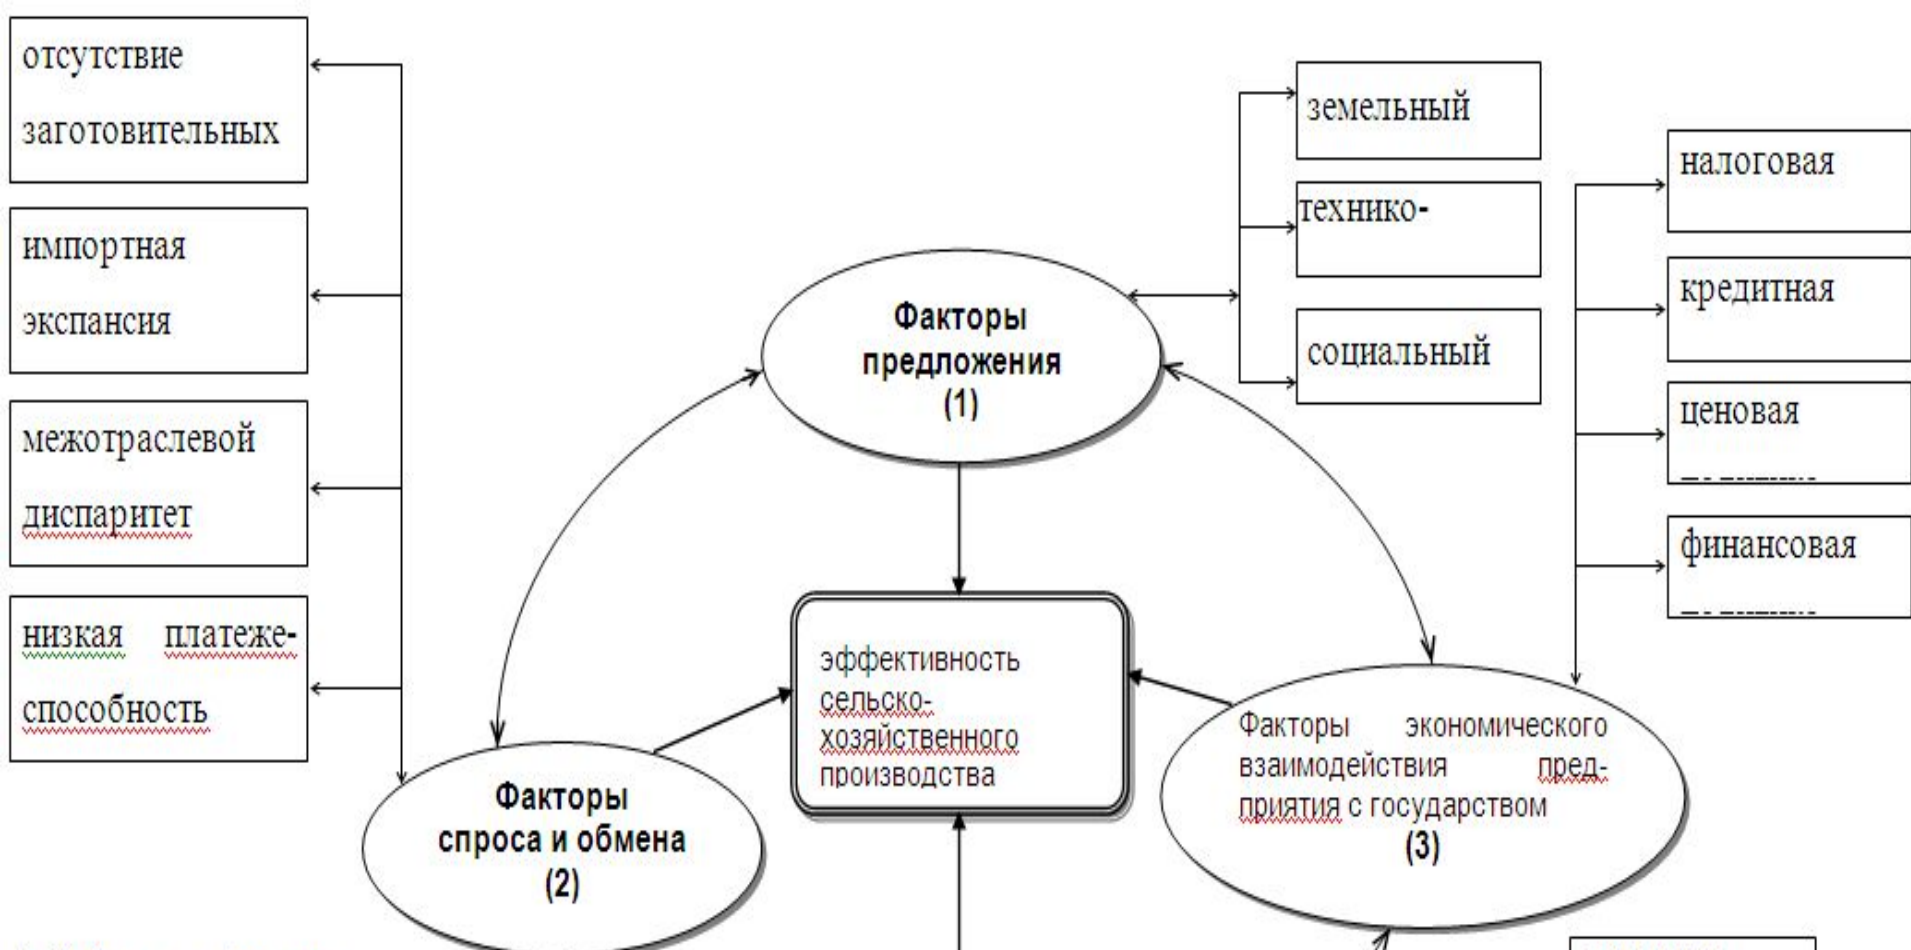 отсутствие
заготовительных
импортная
экспансия
межотраслевой
диспаритет
низкая платеже-
способность
земельный
технико-
социальный
налоговая
кредитная
ценовая
финансовая
Факторы
предложения
(1)
эффективность
сельско-
хозяйственного
производства
Факторы
спроса и обмена
(2)
Факторы экономического
взаимодействия пред-
приятия с государством
(3)